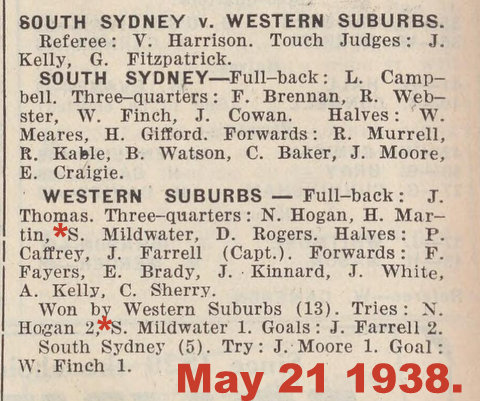 SOUTH SYDNEY v. WESTERN SUBURBS.
Referee: V. Harrison. Touch Judges: J.
Kelly, G. Fitzpatrick.
SOUTH SYDNEY—Full-back: L. Camp-
bell. Three-quarters: F. Brennan, R. Web-
ster, W. Finch, J. Cowan. Halves: W.
Meares, H. Gifford. Forwards: R. Murrell,
R. Kable, B. Watson, C. Baker, J. Moore,
E. Craigie.
WESTERN SUBURBS — Full-back: J.
Thomas. Three-quarters: N. Hogan, H. Mar-
tin, *S. Mildwater, D. Rogers. Halves: P.
Caffrey, J. Farrell (Capt.). Forwards: F.
Fayers, E. Brady, J. Kinnard, J. White,
A. Kelly, C. Sherry.
Won by Western Suburbs (13). Tries: N.
Hogan 2,*S. Mildwater 1. Goals: J. Farrell 2.
South Sydney (5). Try: J. Moore 1. Goal:
W. Finch 1.
May 21 1938.